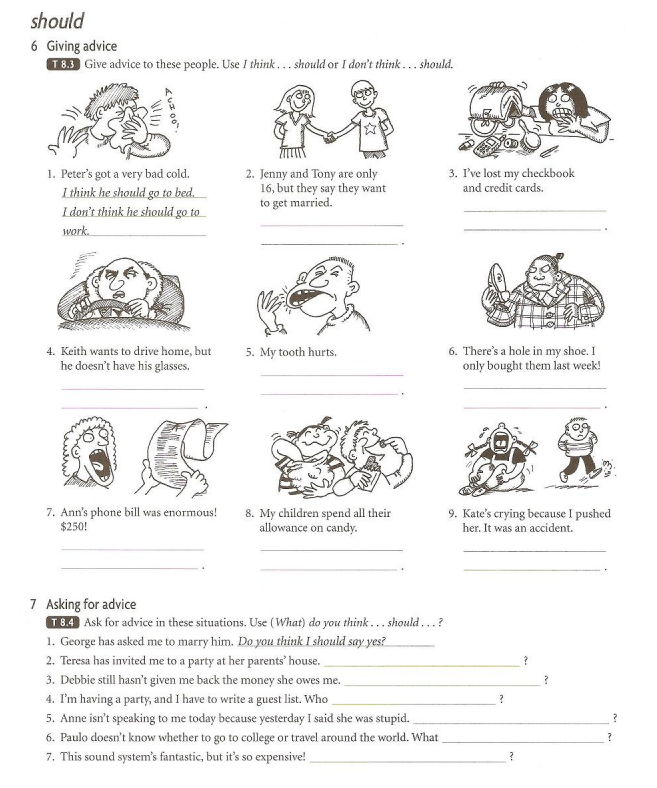 should
6 Giving advice
T 8.3 Give advice to these people. Use I think . . . should or I don't think . . . should.
ACHOO!
1. Peter's got a very bad cold.
I think he should go to bed.
I don't think he should go to
work.
2. Jenny and Tony are only
16, but they say they want
to get married.
.
3. I've lost my checkbook
and credit cards.
.
4. Keith wants to drive home, but
he doesn't have his glasses.
.
5. My tooth hurts.
.
6. There's a hole in my shoe. I
only bought them last week!
.
7. Ann's phone bill was enormous!
$250!
.
8. My children spend all their
allowance on candy.
.
9. Kate's crying because I pushed
her. It was an accident.
.
7 Asking for advice
T 8.4 Ask for advice in these situations. Use (What) do you think . . . should . . . ?
1. George has asked me to marry him. Do you think I should say yes?
2. Teresa has invited me to a party at her parents' house. ?
3. Debbie still hasn't given me back the money she owes me. ?
4. I'm having a party, and I have to write a guest list. Who ?
5. Anne isn't speaking to me today because yesterday I said she was stupid. ?
6. Paulo doesn't know whether to go to college or travel around the world. What ?
7. This sound system's fantastic, but it's so expensive! ?